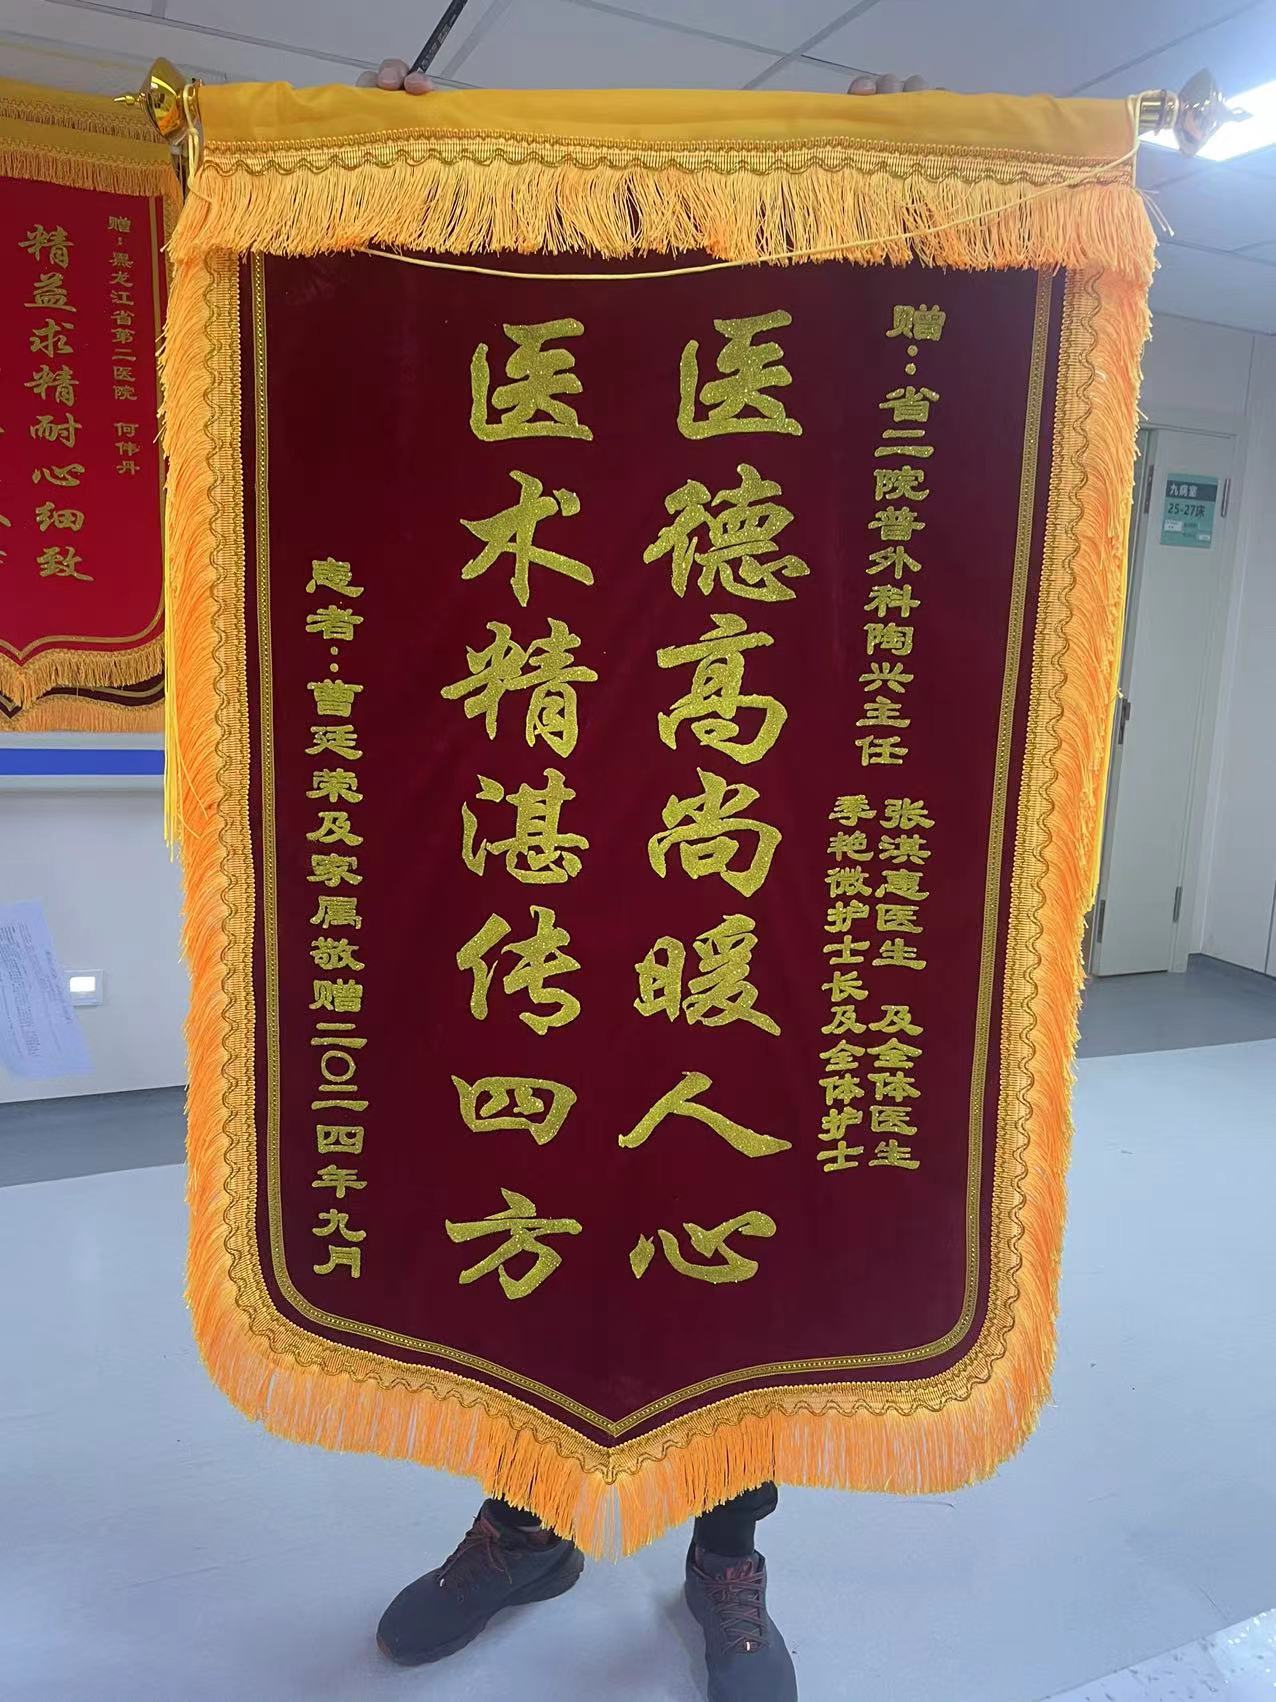 赠：省二院普外科陶兴主任
张淇惠医生 及全体医生
季艳微护士长及全体护士
医德高尚暖人心
医术精湛传四方
患者：曹廷荣及家属敬赠二〇二四年九月
赠：黑龙江省第二医院 何伟丹
精益求精耐心细致
九病室
25-27床